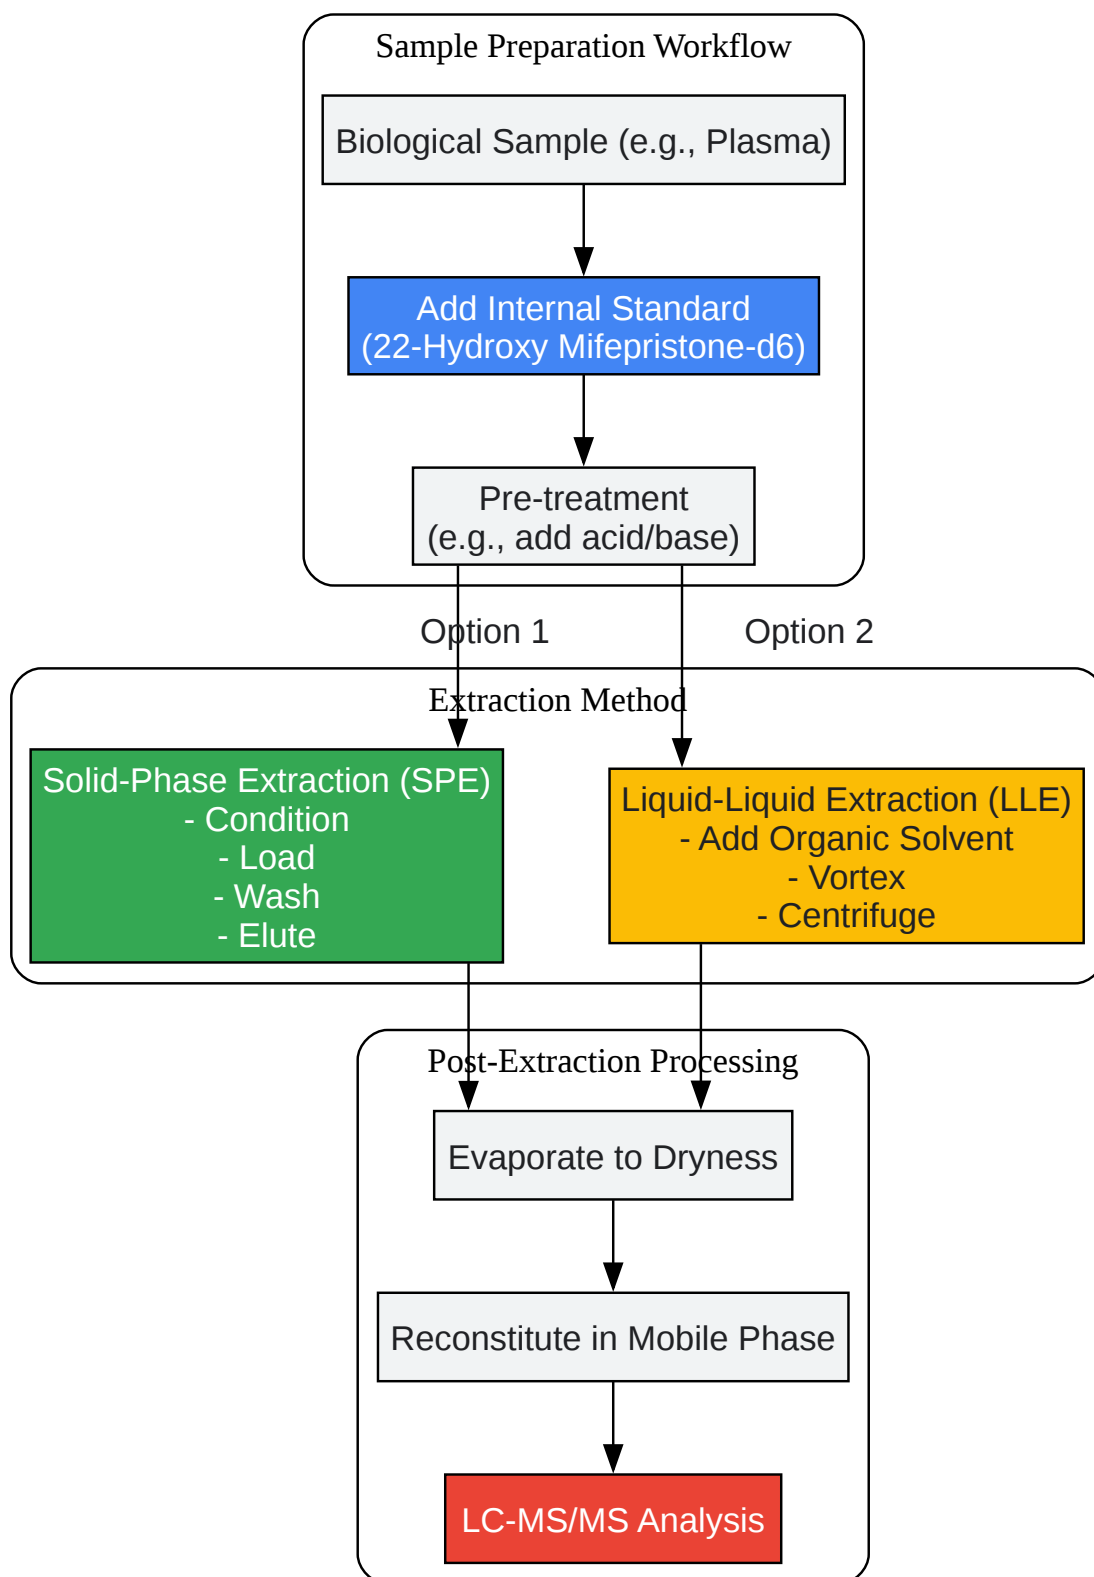 Sample Preparation Workflow
Biological Sample (e.g., Plasma)
Add Internal Standard
(22-Hydroxy Mifepristone-d6)
Pre-treatment
(e.g., add acid/base)
Option 1
Option 2
Extraction Method
Solid-Phase Extraction (SPE)
- Condition
- Load
- Wash
- Elute
Liquid-Liquid Extraction (LLE)
- Add Organic Solvent
- Vortex
- Centrifuge
Post-Extraction Processing
Evaporate to Dryness
Reconstitute in Mobile Phase
LC-MS/MS Analysis